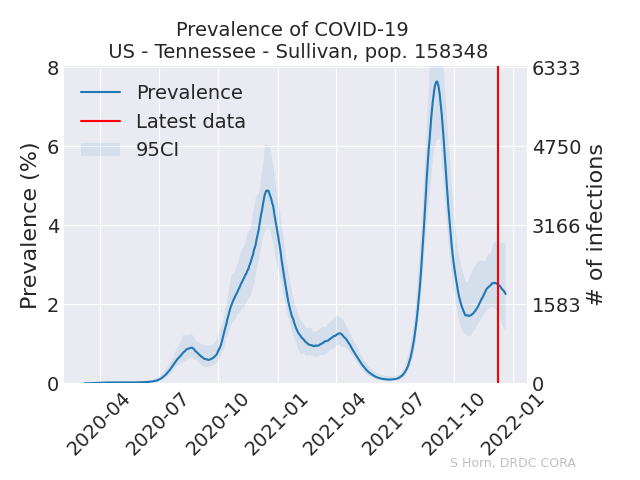 Prevalence of COVID-19
US - Tennessee - Sullivan, pop. 158348
8
6
4
2
0
Prevalence (%)
Prevalence
Latest data
95CI
6333
4750
3166
1583
0
# of infections
2020-04
2020-07
2020-10
2021-01
2021-04
2021-07
2021-10
2022-01
S Horn, DRDC CORA